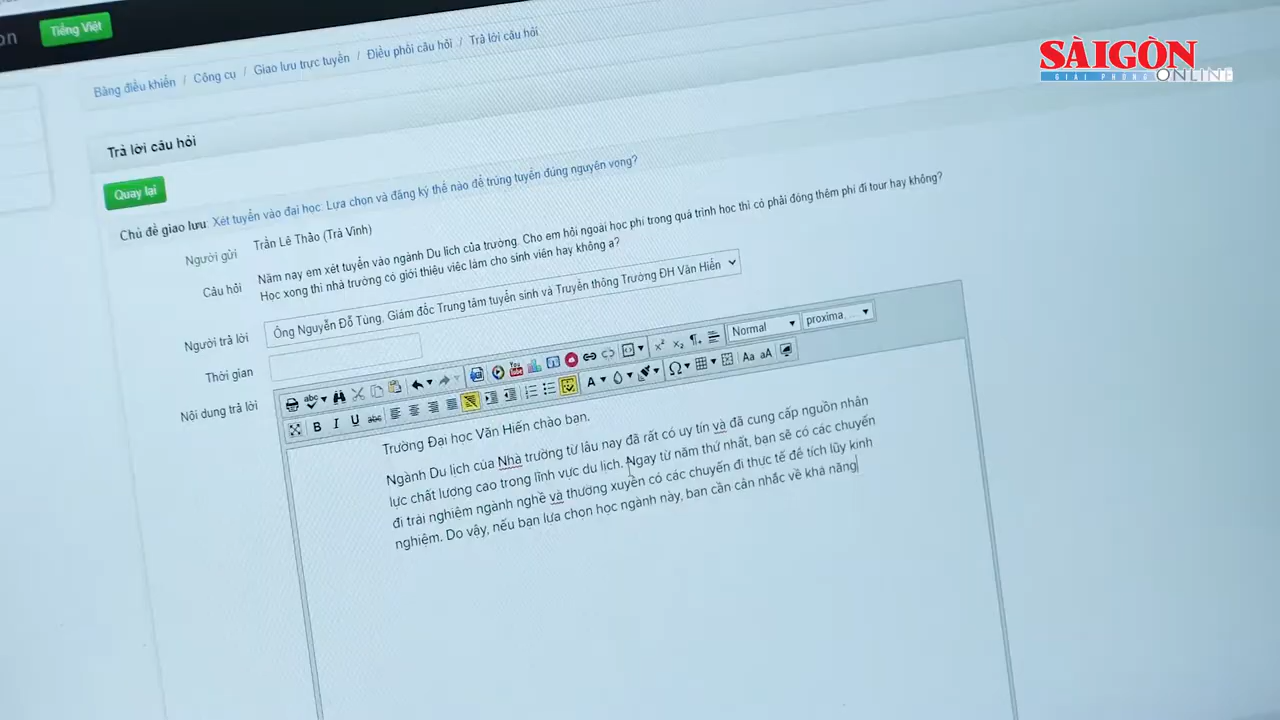 on Tiếng Việt
Bảng điều khiển / Công cụ / Giao lưu trực tuyến / Điều phối câu hỏi / Trả lời câu hỏi
SÀIGÒN
GIẢI PHÓNG ONLINE
Trả lời câu hỏi
Quay lại
Chủ đề giao lưu: Xét tuyển vào đại học: Lựa chọn và đăng ký thế nào để trúng tuyển đúng nguyện vọng?
Người gửi Trần Lê Thảo (Trà Vinh)
Câu hỏi Năm nay em xét tuyển vào ngành Du lịch của trường. Cho em hỏi ngoài học phí trong quá trình học thì có phải đóng thêm phí đi tour hay không?
Học xong thì nhà trường có giới thiệu việc làm cho sinh viên hay không ạ?
Người trả lời Ông Nguyễn Đỗ Tùng, Giám đốc Trung tâm tuyển sinh và Truyền thông Trường ĐH Văn Hiến
Thời gian
Nội dung trả lời
Normal proxima...
B I U abc Aa aA
Trường Đại học Văn Hiến chào bạn.
Ngành Du lịch của Nhà trường từ lâu nay đã rất có uy tín và đã cung cấp nguồn nhân
lực chất lượng cao trong lĩnh vực du lịch. Ngay từ năm thứ nhất, bạn sẽ có các chuyến
đi trải nghiệm ngành nghề và thường xuyên có các chuyến đi thực tế để tích lũy kinh
nghiệm. Do vậy, nếu bạn lựa chọn học ngành này, bạn cần cân nhắc về khả năng